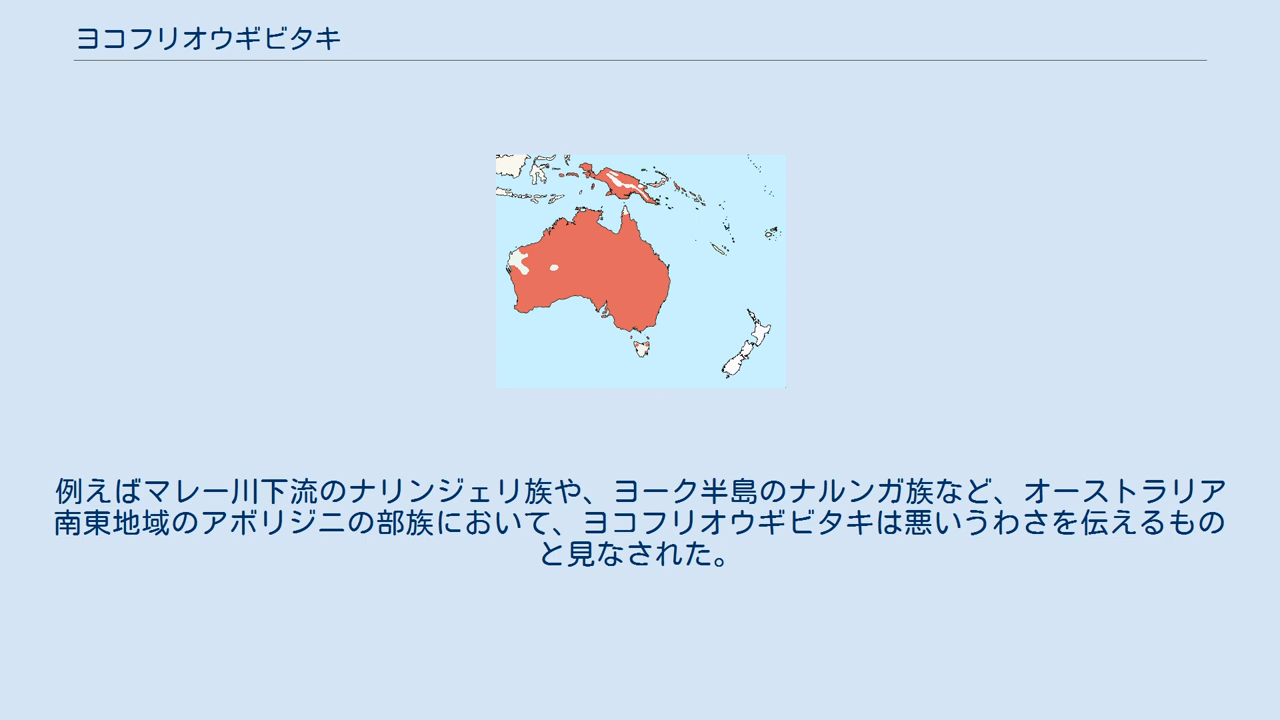 ヨコフリオウギビタキ
例えばマレー川下流のナリンジェリ族や、ヨーク半島のナルンガ族など、オーストラリア
南東地域のアボリジニの部族において、ヨコフリオウギビタキは悪いうわさを伝えるもの
と見なされた。